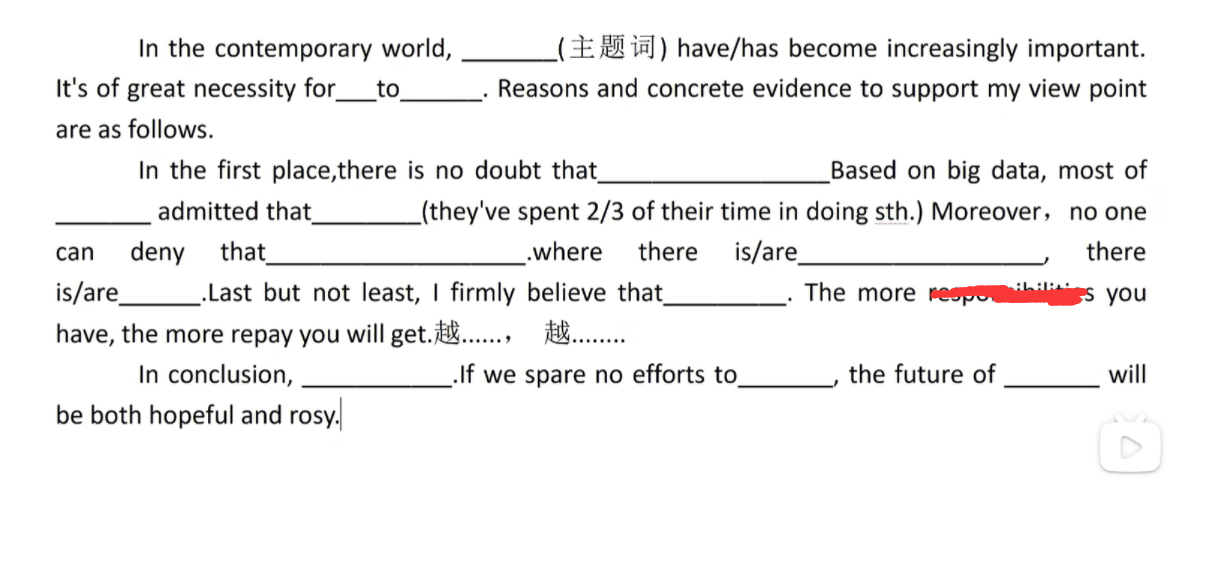 In the contemporary world, _______(主题词) have/has become increasingly important.
It's of great necessity for___to______. Reasons and concrete evidence to support my view point
are as follows.
In the first place,there is no doubt that_________________Based on big data, most of
_______ admitted that________(they've spent 2/3 of their time in doing sth.) Moreover， no one
can deny that___________________.where there is/are__________________, there
is/are______.Last but not least, I firmly believe that_________. The more you
have, the more repay you will get.越......， 越........
In conclusion, ___________.If we spare no efforts to_______, the future of _______ will
be both hopeful and rosy.